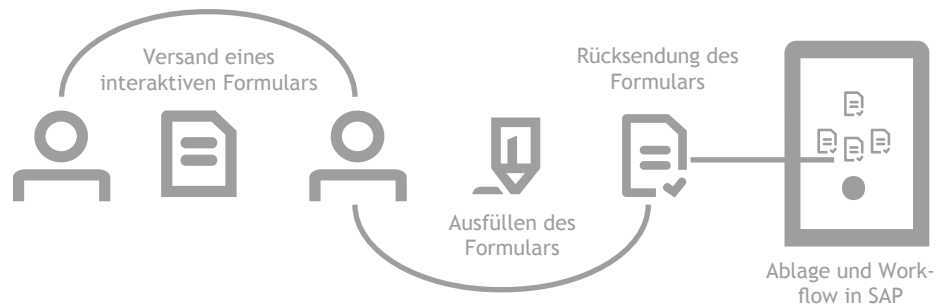 Versand eines
interaktiven Formulars
Ausfüllen des
Formulars
Rücksendung des
Formulars
Ablage und Work-
flow in SAP